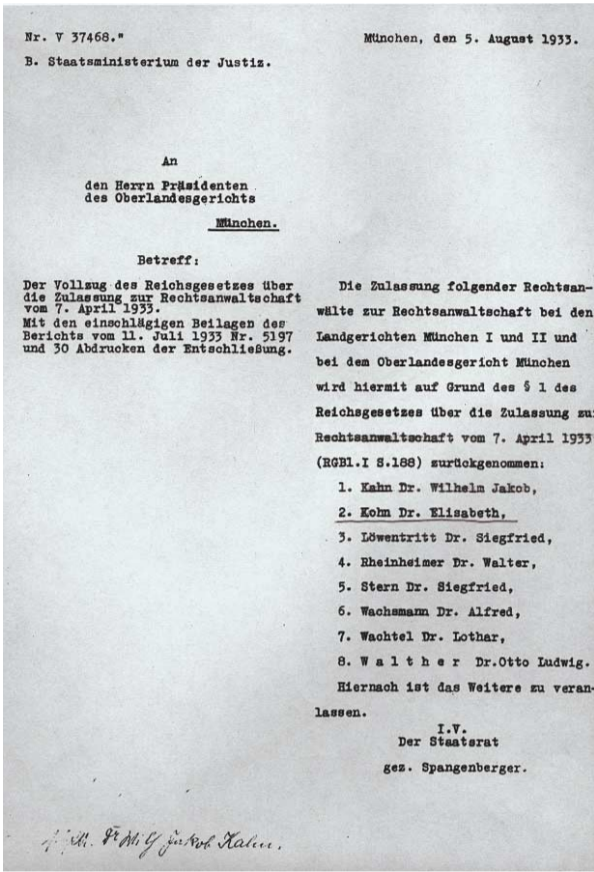 Nr. V 37468."
München, den 5. August 1933.
B. Staatsministerium der Justiz.
An
den Herrn Präsidenten
des Oberlandesgerichts
München.
Betreff:
Der Vollzug des Reichsgesetzes über
die Zulassung zur Rechtsanwaltschaft
vom 7. April 1933.
Mit den einschlägigen Beilagen des
Berichts vom 11. Juli 1933 Nr. 5197
und 30 Abdrucken der Entschließung.
Die Zulassung folgender Rechtsan-
wälte zur Rechtsanwaltschaft bei den
Landgerichten München I und II und
bei dem Oberlandesgericht München
wird hiermit auf Grund des § 1 des
Reichsgesetzes über die Zulassung zu
Rechtsanwaltschaft vom 7. April 1933
(RGBl.I S.188) zurückgenommen:
1. Kahn Dr. Wilhelm Jakob,
2. Kohn Dr. Elisabeth,
3. Löwentritt Dr. Siegfried,
4. Rheinheimer Dr. Walter,
5. Stern Dr. Siegfried,
6. Wachsmann Dr. Alfred,
7. Wachtel Dr. Lothar,
8. W a l t h e r Dr.Otto Ludwig.
Hiernach ist das Weitere zu veran-
lassen.
I.V.
Der Staatsrat
gez. Spangenberger.
Dr Jakob Kahn.